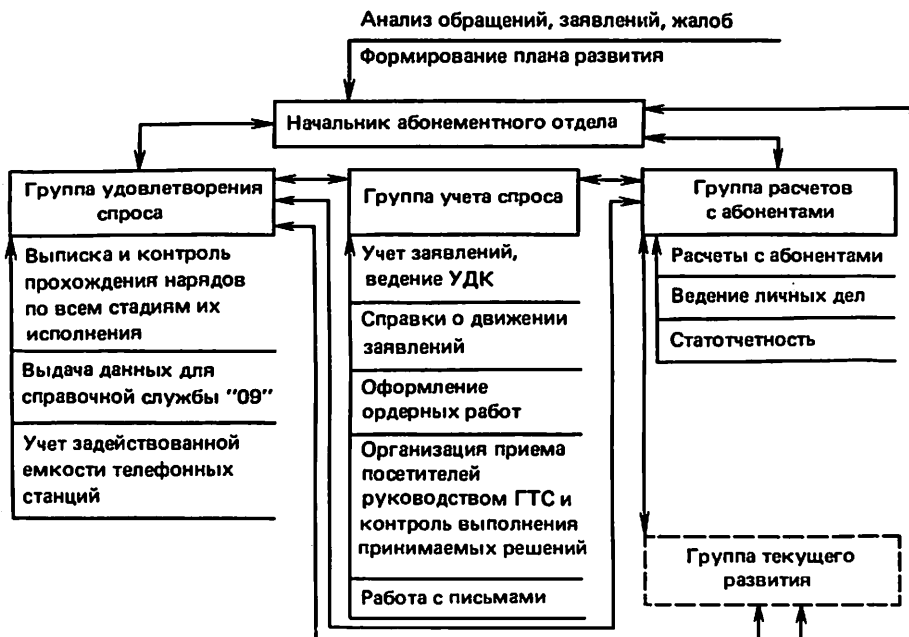 Анализ обращений, заявлений, жалоб
Формирование плана развития
Начальник абонементного отдела
Группа удовлетворения
спроса
Группа учета спроса
Группа расчетов
с абонентами
Выписка и контроль
прохождения нарядов
по всем стадиям их
исполнения
Выдача данных для
справочной службы "09"
Учет задействованной
емкости телефонных
станций
Учет заявлений,
ведение УДК
Справки о движении
заявлений
Оформление
ордерных работ
Организация приема
посетителей
руководством ГТС и
контроль выполнения
принимаемых решений
Работа с письмами
Расчеты с абонентами
Ведение личных дел
Статотчетность
Группа текущего
развития